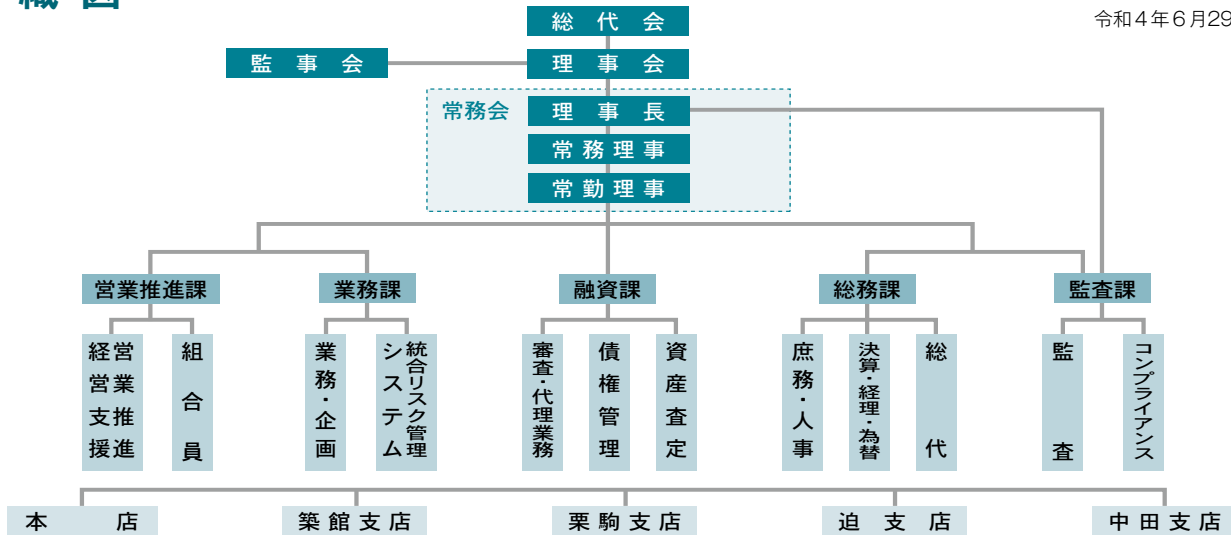 織図
令和4年6月29
総代会
監事会
理事会
常務会
理事長
常務理事
常勤理事
営業推進課
業務課
融資課
総務課
監査課
営業推進
経営支援
組合員
業務・企画
統合リスク管理
システム
審査・代理業務
債権管理
資産査定
庶務・人事
決算・経理・為替
総代
監査
コンプライアンス
本店
築館支店
栗駒支店
迫支店
中田支店